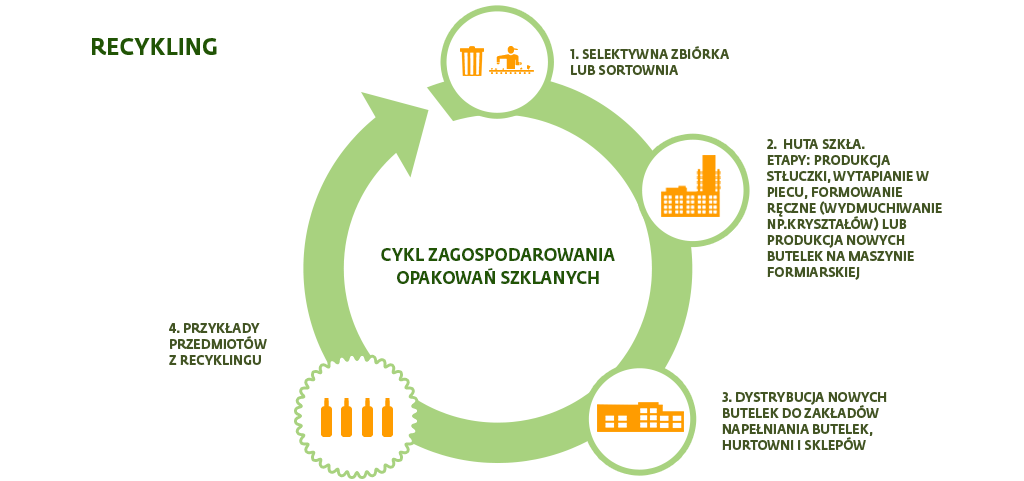 RECYKLING
1. SELEKTYWNA ZBIÓRKA
LUB SORTOWNIA
2.  HUTA SZKŁA.
ETAPY: PRODUKCJA
STŁUCZKI, WYTAPIANIE W
PIECU, FORMOWANIE
RĘCZNE (WYDMUCHIWANIE
NP.KRYSZTAŁÓW) LUB
PRODUKCJA NOWYCH
BUTELEK NA MASZYNIE
FORMIARSKIEJ
CYKL ZAGOSPODAROWANIA
OPAKOWAŃ SZKLANYCH
3. DYSTRYBUCJA NOWYCH
BUTELEK DO ZAKŁADÓW
NAPEŁNIANIA BUTELEK,
HURTOWNI I SKLEPÓW
4. PRZYKŁADY
PRZEDMIOTÓW
Z RECYKLINGU